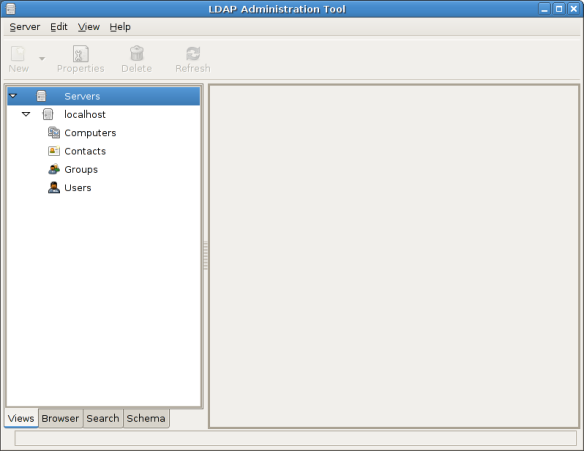 LDAP Administration Tool
Server Edit View Help
New Properties Delete Refresh
Servers
localhost
Computers
Contacts
Groups
Users
Views Browser Search Schema